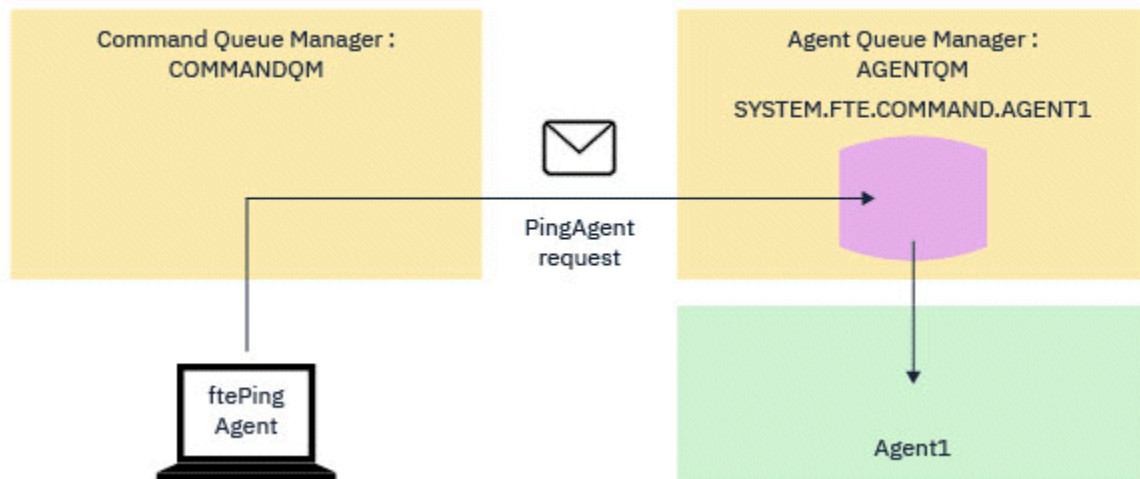 Command Queue Manager :
COMMANDQM
Agent Queue Manager :
AGENTQM
SYSTEM.FTE.COMMAND.AGENT1
PingAgent
request
ftePing
Agent
Agent1